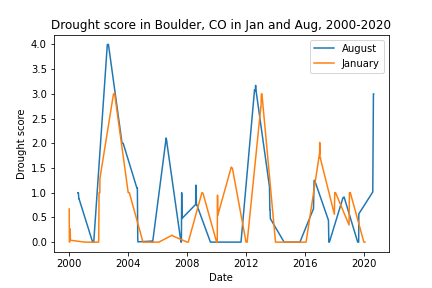 Drought score in Boulder, CO in Jan and Aug, 2000-2020
August
January
Drought score
4.0
3.5
3.0
2.5
2.0
1.5
1.0
0.5
0.0
2000 2004 2008 2012 2016 2020
Date